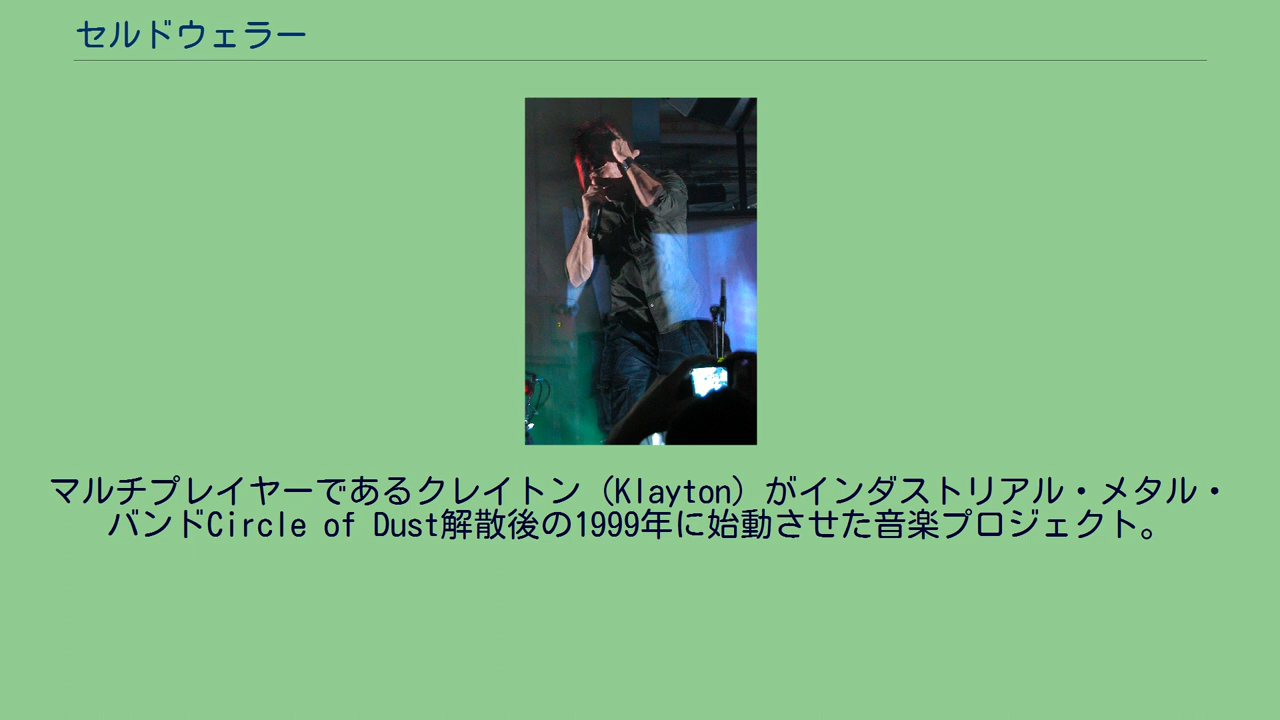 セルドウェラー
マルチプレイヤーであるクレイトン（Klayton）がインダストリアル・メタル・
バンドCircle of Dust解散後の1999年に始動させた音楽プロジェクト。